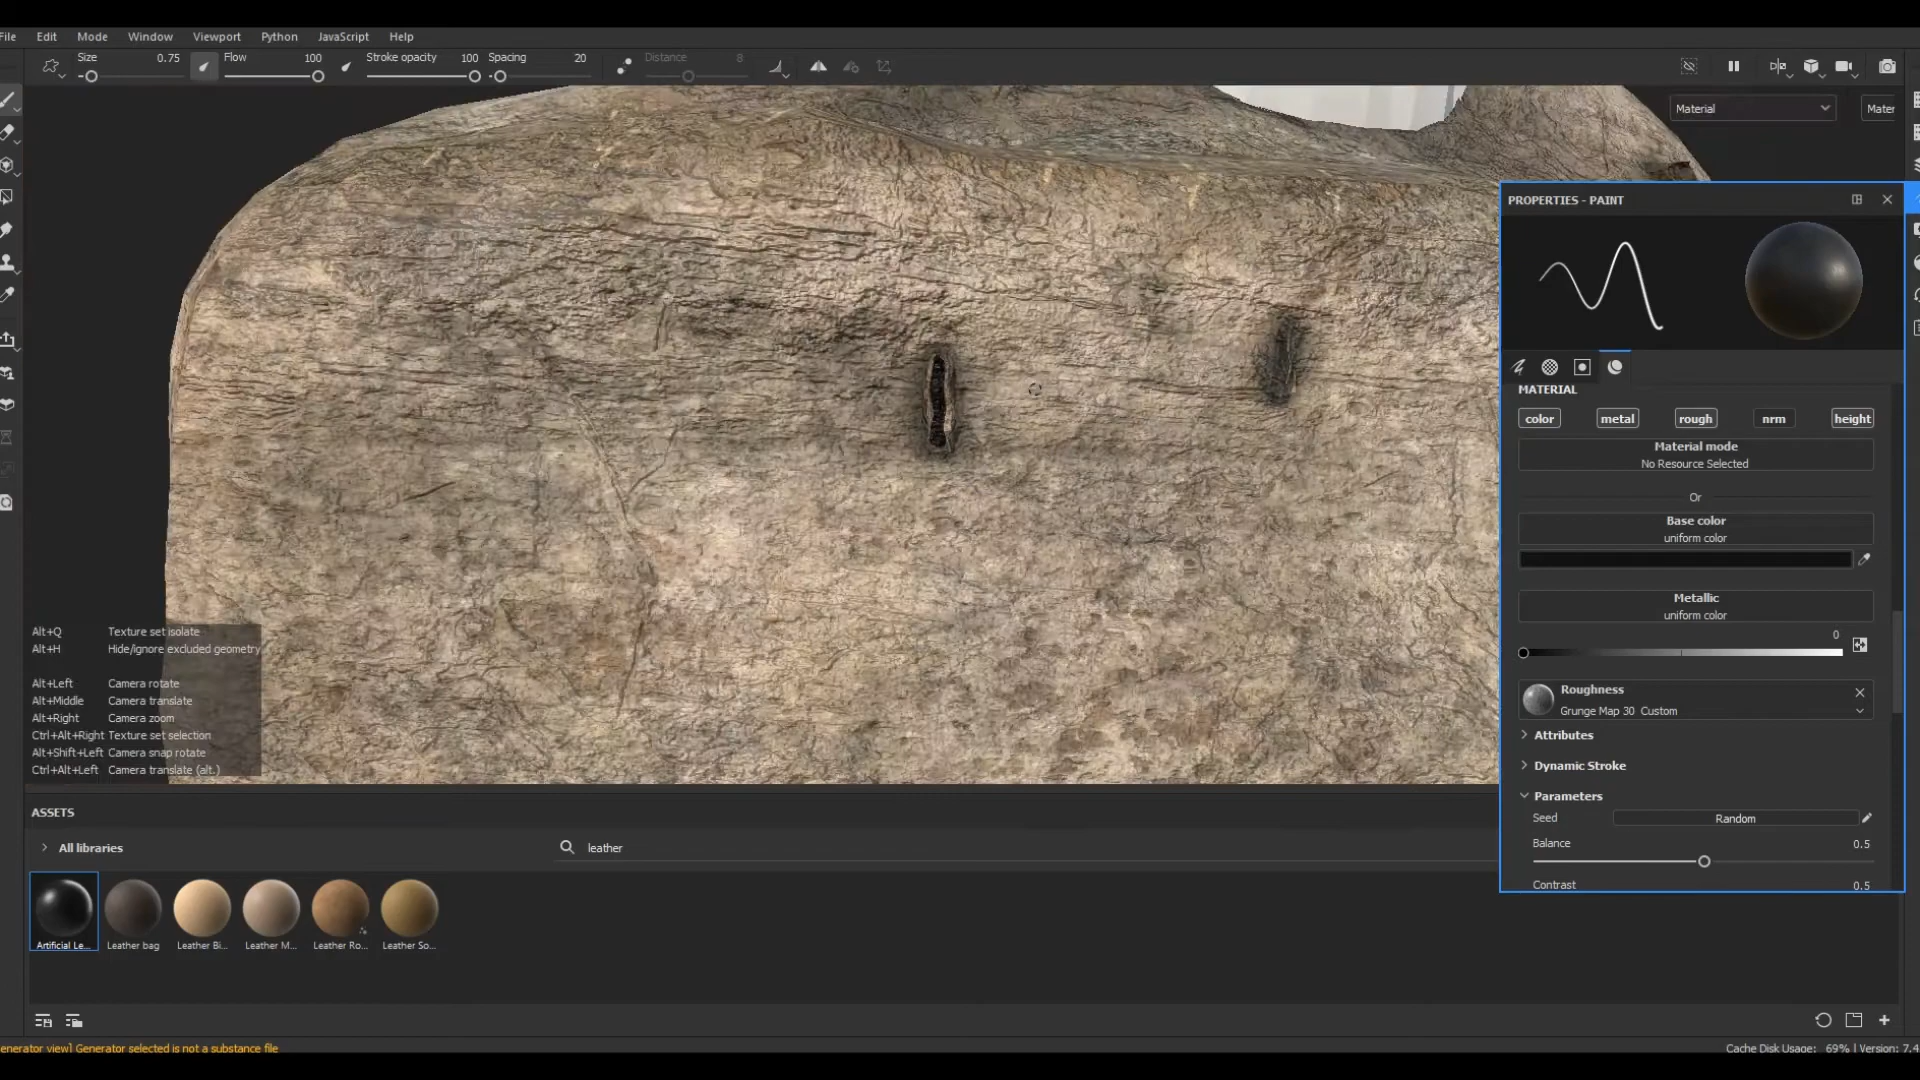 File Edit Mode Window Viewport Python JavaScript Help
Size 0.75 Flow 100 Stroke opacity 100 Spacing 20 Distance 8
Material Mater
PROPERTIES - PAINT
MATERIAL
color metal rough nrm height
Material mode
No Resource Selected
Or
Base color
uniform color
Metallic
uniform color
0
Roughness
Grunge Map 30 Custom
Attributes
Dynamic Stroke
Parameters
Seed Random
Balance 0.5
Contrast 0.5
Alt+Q Texture set isolate
Alt+H Hide/ignore excluded geometry
Alt+Left Camera rotate
Alt+Middle Camera translate
Alt+Right Camera zoom
Ctrl+Alt+Right Texture set selection
Alt+Shift+Left Camera snap rotate
Ctrl+Alt+Left Camera translate (alt.)
ASSETS
All libraries leather
Artificial Le... Leather bag Leather Bi... Leather M... Leather Ro... Leather So...
enerator view] Generator selected is not a substance file
Cache Disk Usage: 69% | Version: 7.4